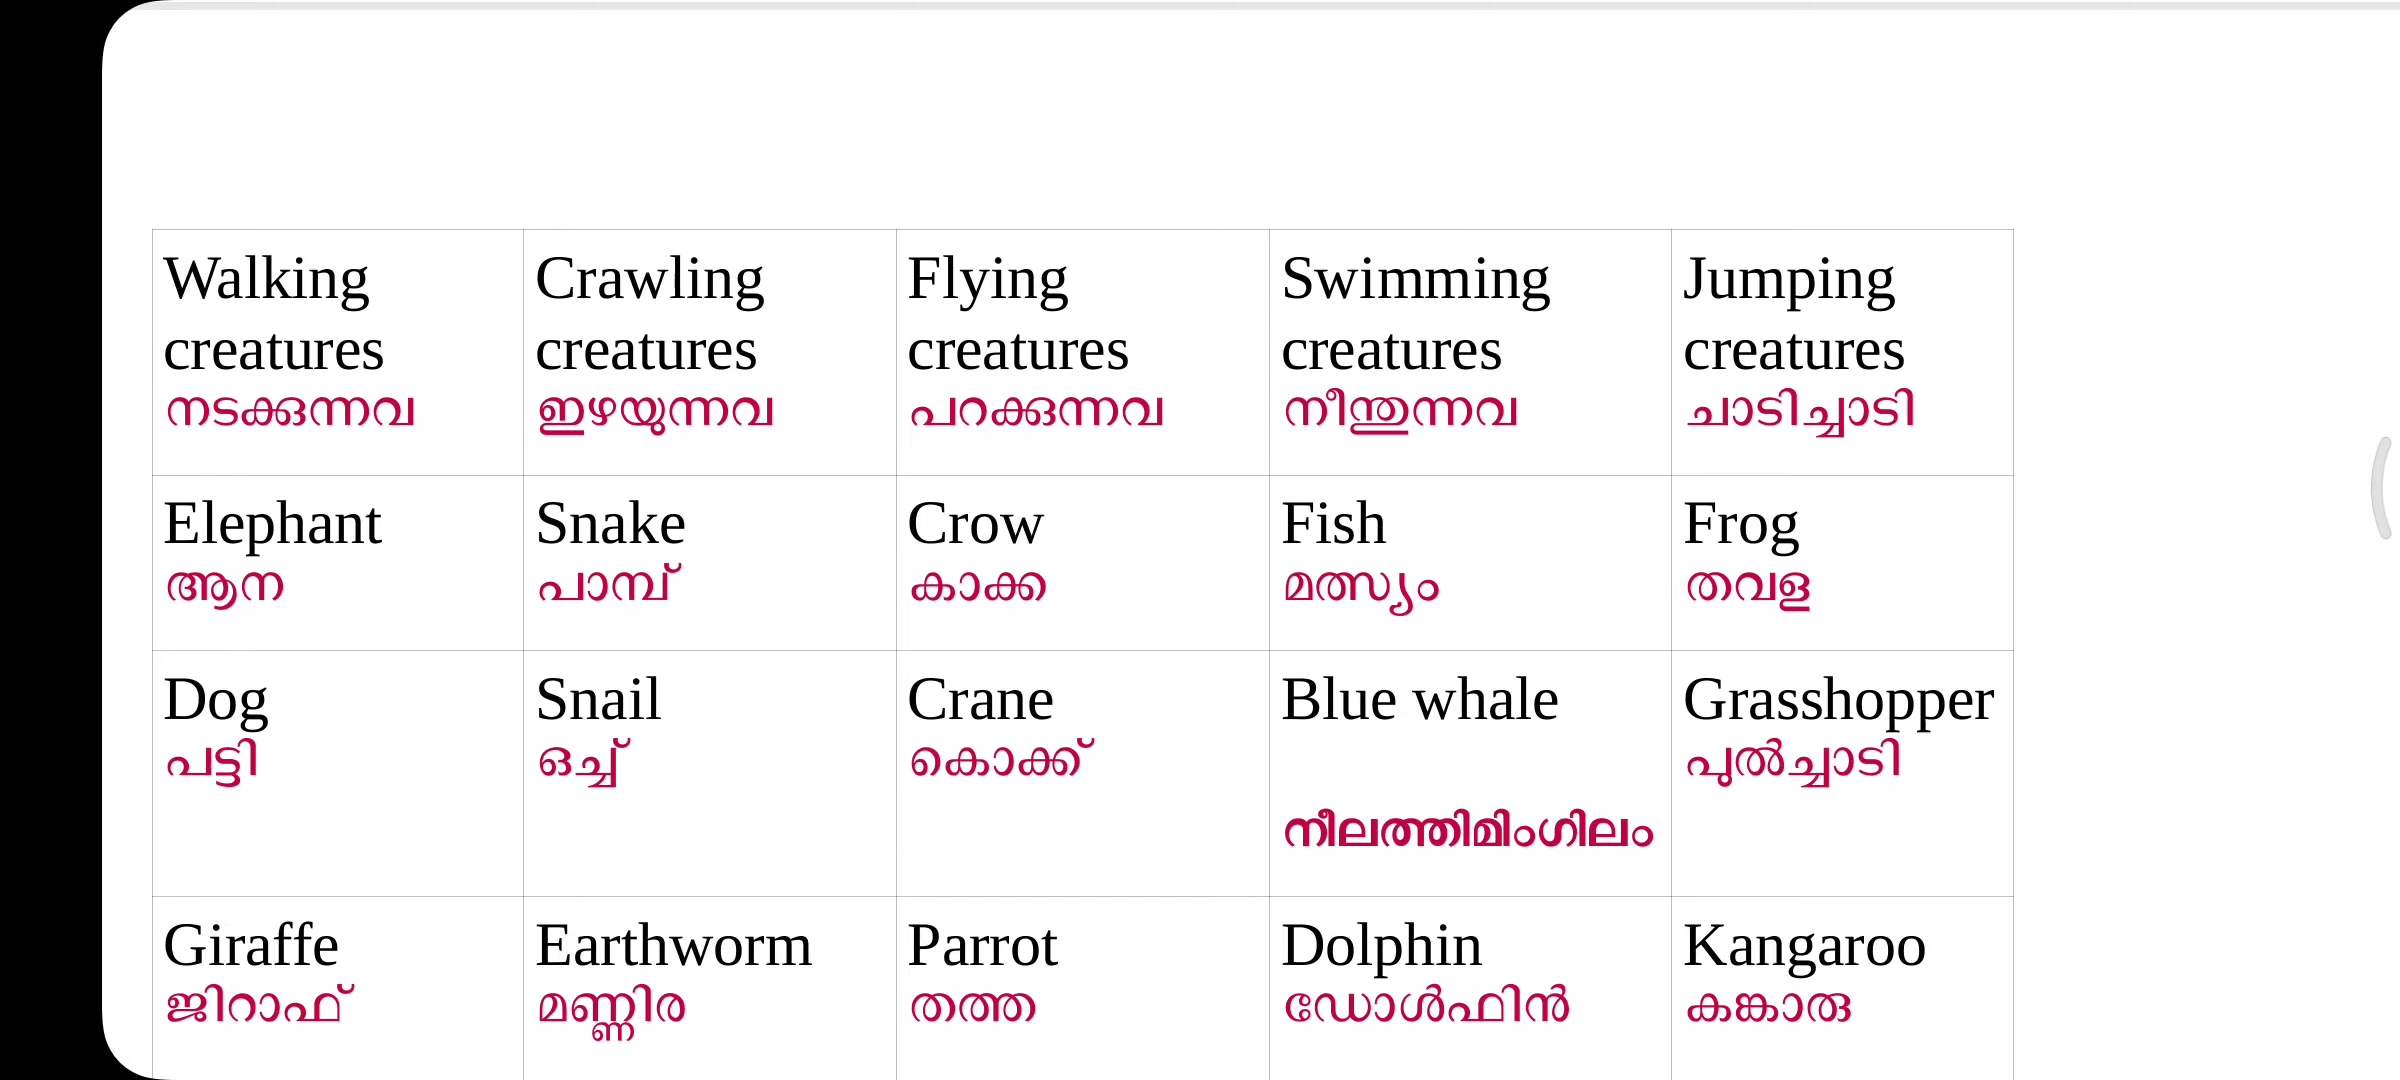 Walking
creatures
നടക്കുന്നവ
Crawling
creatures
ഇഴയുന്നവ
Flying
creatures
പറക്കുന്നവ
Swimming
creatures
നീന്തുന്നവ
Jumping
creatures
ചാടിച്ചാടി
Elephant
ആന
Snake
പാമ്പ്
Crow
കാക്ക
Fish
മത്സ്യം
Frog
തവള
Dog
പട്ടി
Snail
ഒച്ച്
Crane
കൊക്ക്
Blue whale
നീലത്തിമിംഗിലം
Grasshopper
പുൽച്ചാടി
Giraffe
ജിറാഫ്
Earthworm
മണ്ണിര
Parrot
തത്ത
Dolphin
ഡോൾഫിൻ
Kangaroo
കങ്കാരു